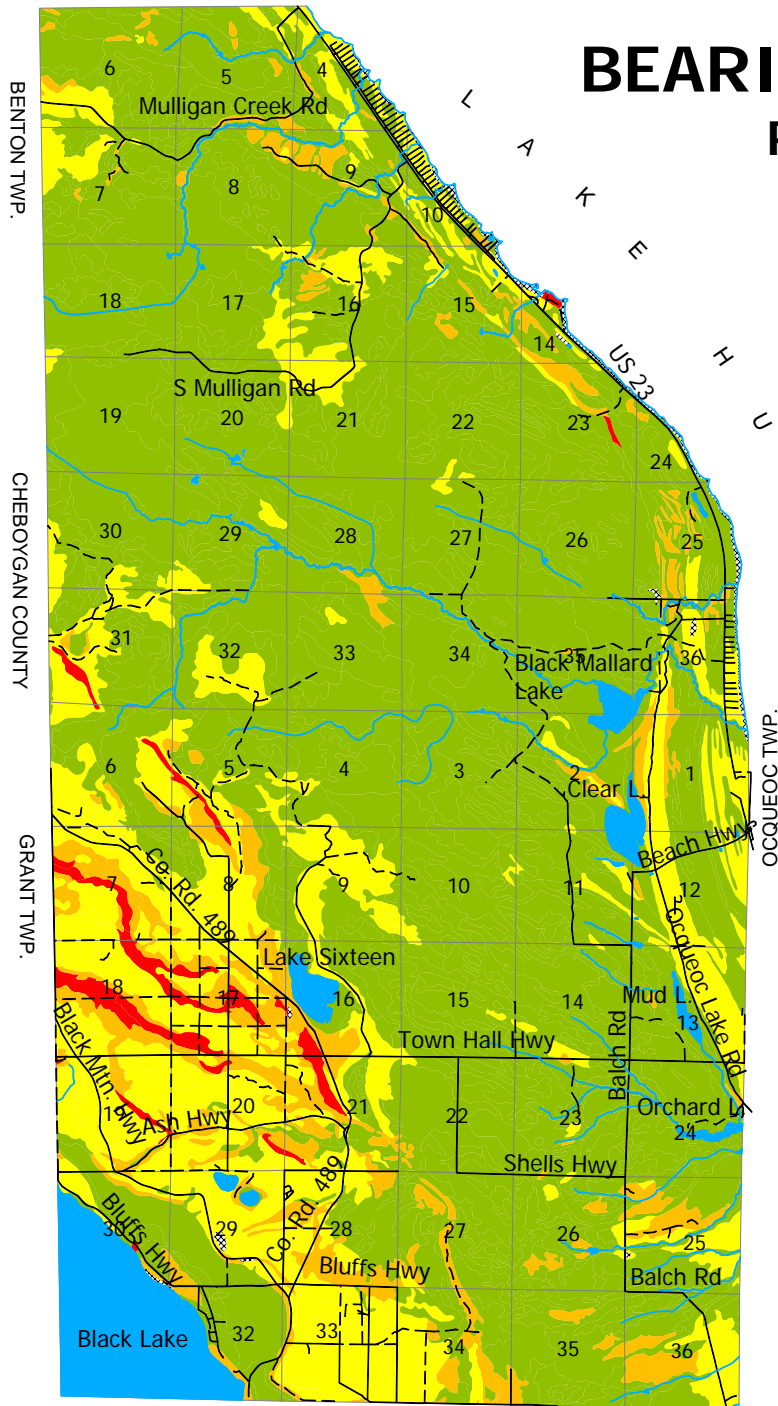 BEARI
P
L A K E H U
BENTON TWP.
CHEBOYGAN COUNTY
GRANT TWP.
OCQUEOC TWP.
6 5 4
Mulligan Creek Rd
7 8 9
10
18 17 16 15
14
US 23
S Mulligan Rd
19 20 21 22 23
24
30 29 28 27 26 25
31 32 33 34 35 36
Black Mallard
Lake
6 5 4 3 2 1
Clear L.
Beach Hwy
7 8 9 10 11 12
Co. Rd. 489
Ocqueoc Lake Rd
Lake Sixteen
18 17 16 15 14 13
Mud L.
Black Mtn. Hwy
Town Hall Hwy
Balch Rd
19 20 21 22 23 24
Ash Hwy
Orchard L.
Shells Hwy
Bluffs Hwy
Co. Rd. 489
30 29 28 27 26 25
Bluffs Hwy
Balch Rd
Black Lake
32 33 34 35 36